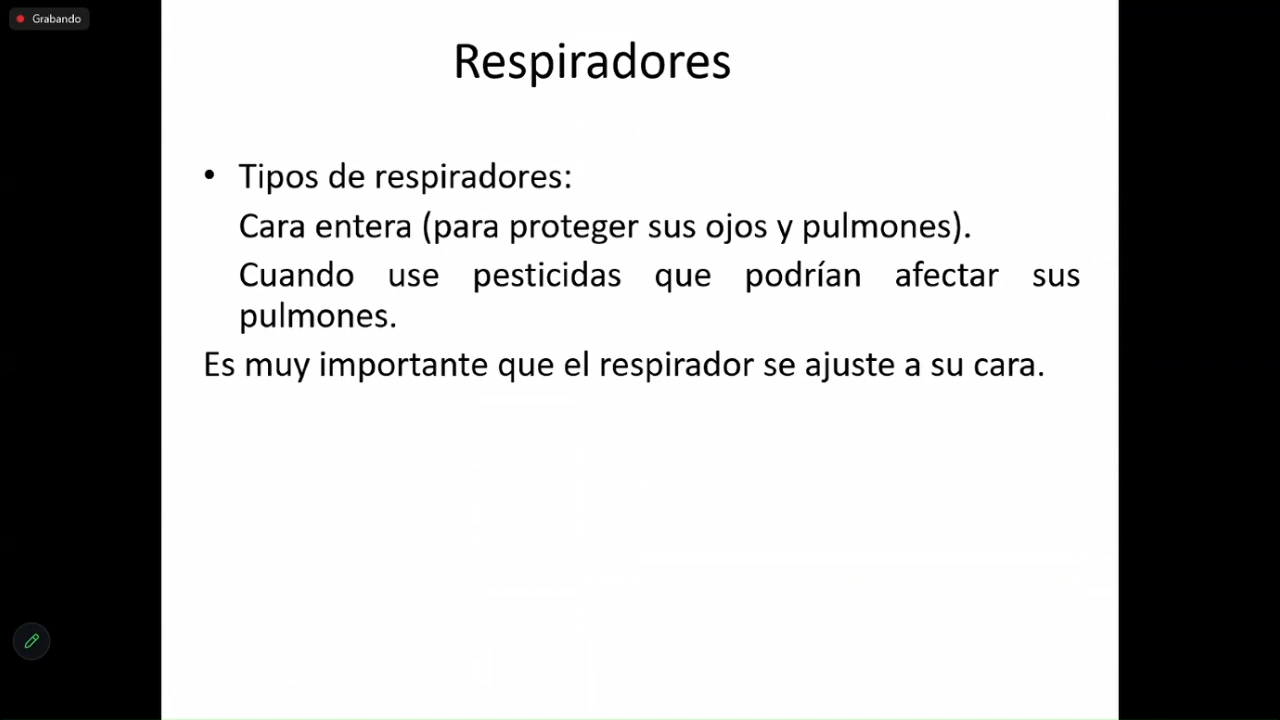 Grabando
Respiradores
• Tipos de respiradores:
Cara entera (para proteger sus ojos y pulmones).
Cuando use pesticidas que podrían afectar sus
pulmones.
Es muy importante que el respirador se ajuste a su cara.